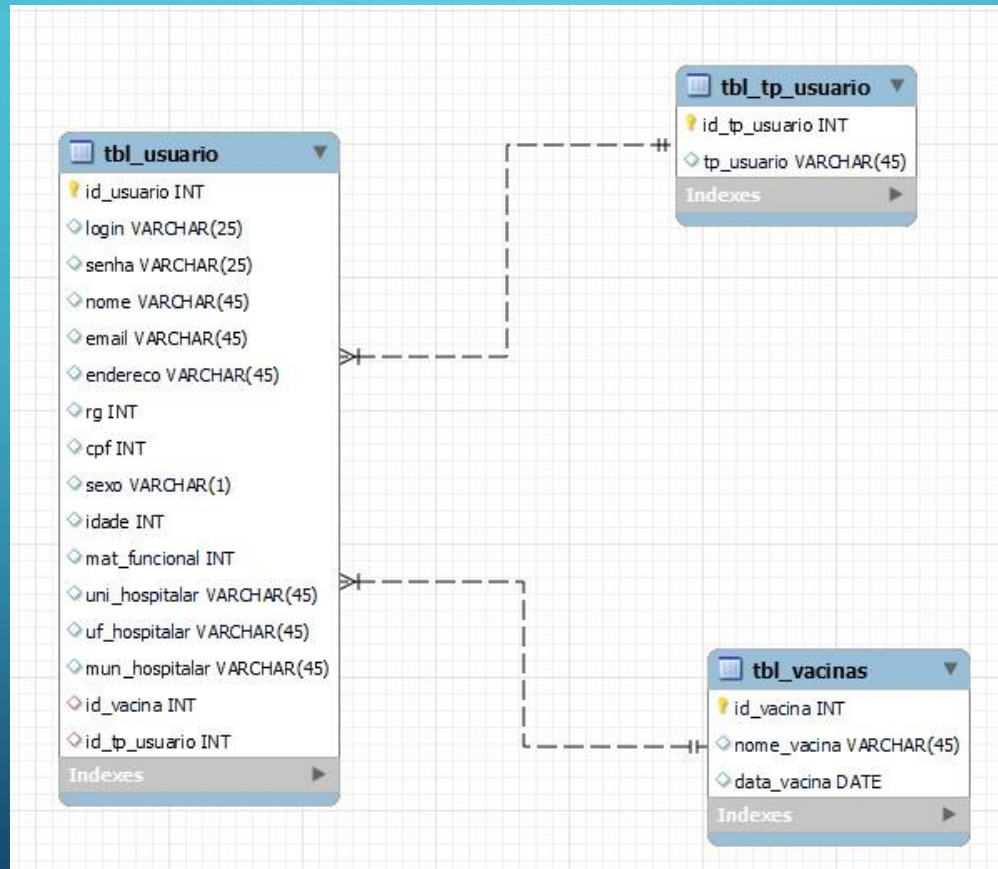 tbl_usuario
id_usuario INT
login VARCHAR(25)
senha VARCHAR(25)
nome VARCHAR(45)
email VARCHAR(45)
endereco VARCHAR(45)
rg INT
cpf INT
sexo VARCHAR(1)
idade INT
mat_funcional INT
uni_hospitalar VARCHAR(45)
uf_hospitalar VARCHAR(45)
mun_hospitalar VARCHAR(45)
id_vacina INT
id_tp_usuario INT
Indexes
tbl_tp_usuario
id_tp_usuario INT
tp_usuario VARCHAR(45)
Indexes
tbl_vacinas
id_vacina INT
nome_vacina VARCHAR(45)
data_vacina DATE
Indexes